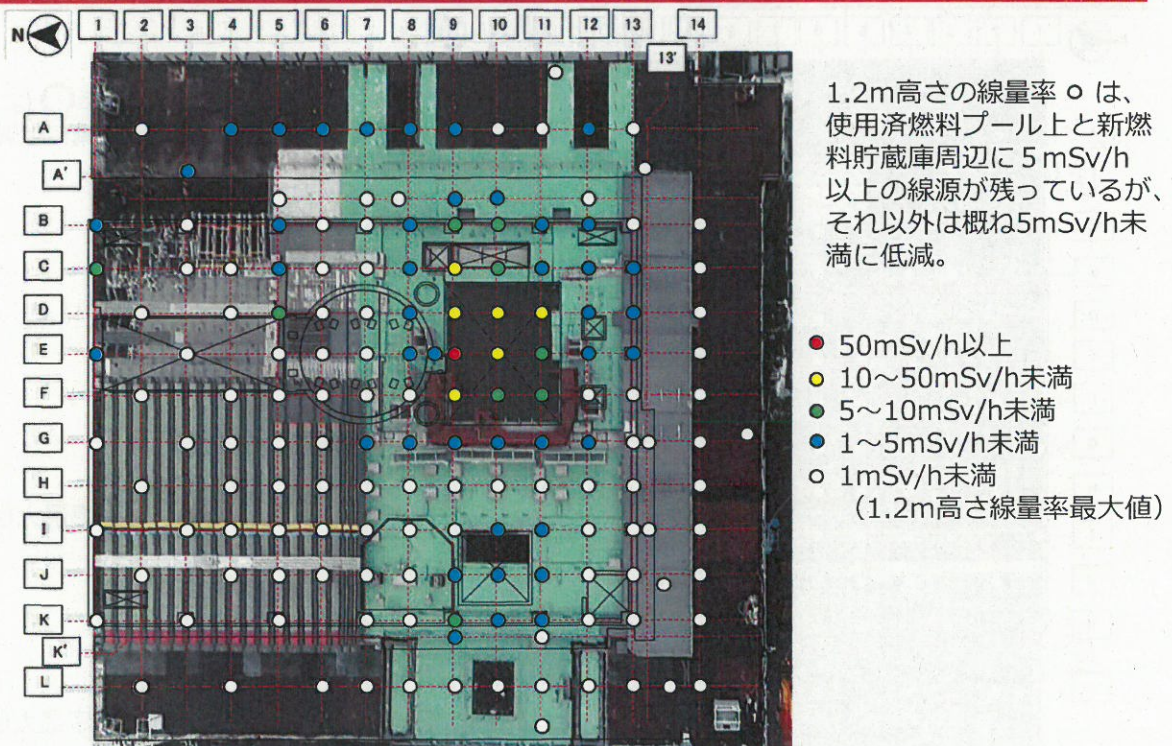 N
1 2 3 4 5 6 7 8 9 10 11 12 13 14
13'
A
A'
B
C
D
E
F
G
H
I
J
K
K'
L
1.2m高さの線量率 ○ は、
使用済燃料プール上と新燃
料貯蔵庫周辺に５mSv/h
以上の線源が残っているが、
それ以外は概ね5mSv/h未
満に低減。
50mSv/h以上
10～50mSv/h未満
5～10mSv/h未満
1～5mSv/h未満
1mSv/h未満
（1.2m高さ線量率最大値）